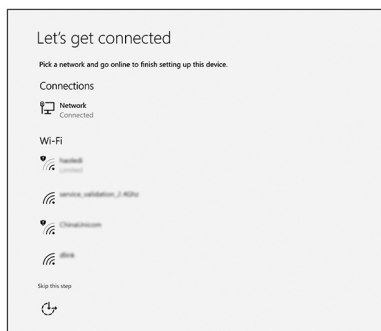 Let's get connected
Pick a network and go online to finish setting up this device.
Connections
Network
Connected
Wi-Fi
Limited
service_validation_2.4Ghz
ChinaUnicom
dlink
Skip this step